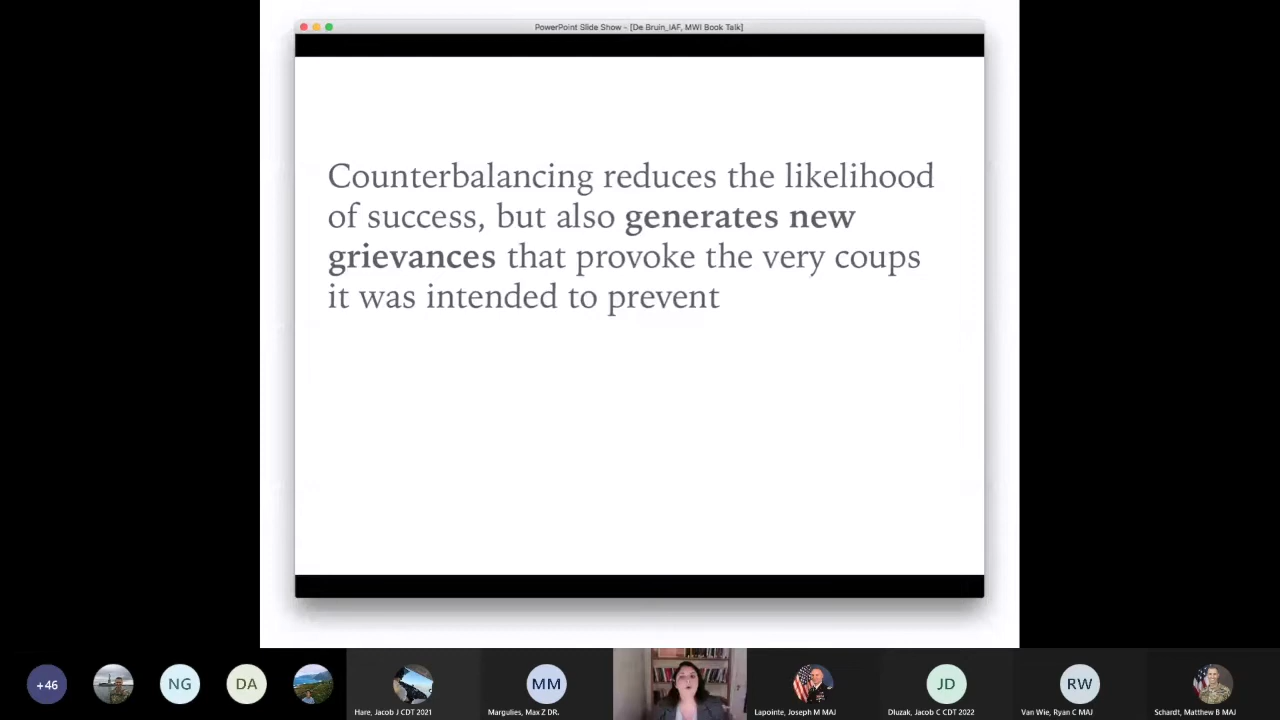 PowerPoint Slide Show - [De Bruin_IAF, MWI Book Talk]
Counterbalancing reduces the likelihood
of success, but also generates new
grievances that provoke the very coups
it was intended to prevent
+46
NG
DA
MM
JD
RW
Hare, Jacob J CDT 2021
Margulies, Max Z DR.
Lapointe, Joseph M MAJ
Dluzak, Jacob C CDT 2022
Van Wie, Ryan C MAJ
Schardt, Matthew B MAJ